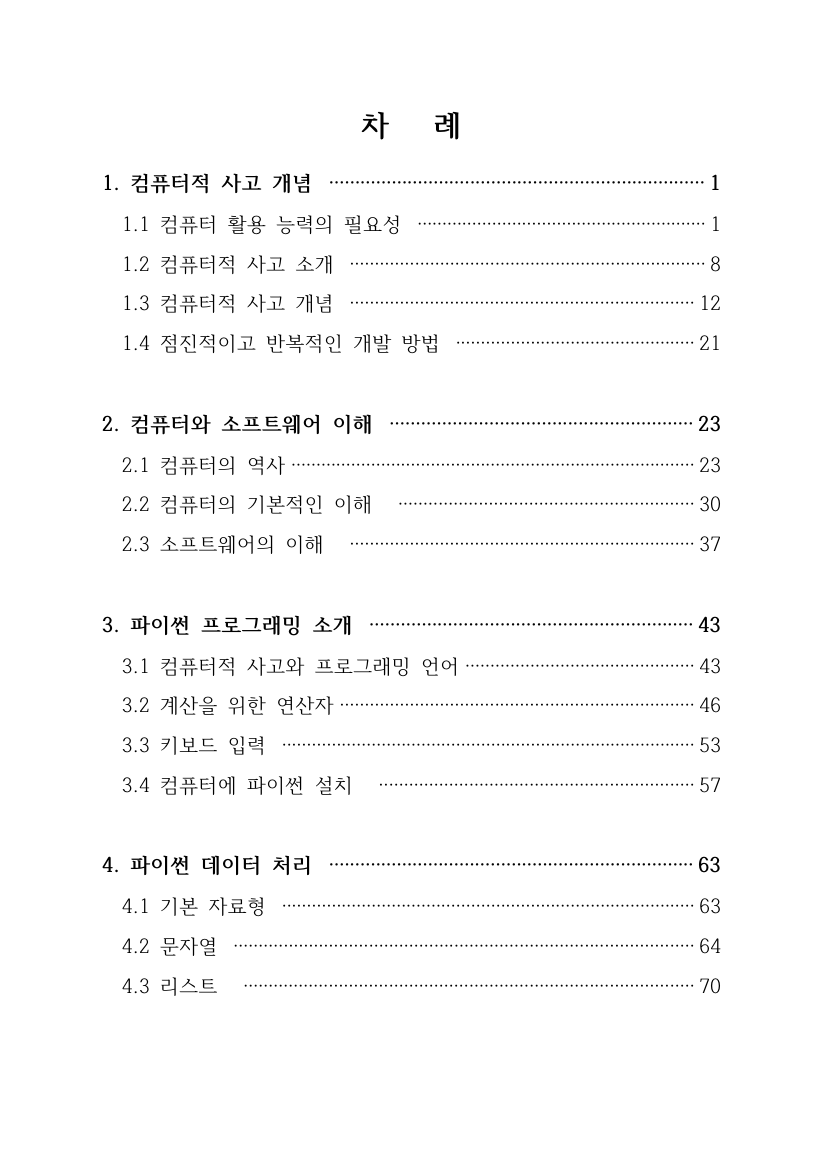 차 례
1. 컴퓨터적 사고 개념 ········································ 1
1.1 컴퓨터 활용 능력의 필요성 ········································ 1
1.2 컴퓨터적 사고 소개 ········································ 8
1.3 컴퓨터적 사고 개념 ········································ 12
1.4 점진적이고 반복적인 개발 방법 ········································ 21
2. 컴퓨터와 소프트웨어 이해 ········································ 23
2.1 컴퓨터의 역사 ········································ 23
2.2 컴퓨터의 기본적인 이해 ········································ 30
2.3 소프트웨어의 이해 ········································ 37
3. 파이썬 프로그래밍 소개 ········································ 43
3.1 컴퓨터적 사고와 프로그래밍 언어 ········································ 43
3.2 계산을 위한 연산자 ········································ 46
3.3 키보드 입력 ········································ 53
3.4 컴퓨터에 파이썬 설치 ········································ 57
4. 파이썬 데이터 처리 ········································ 63
4.1 기본 자료형 ········································ 63
4.2 문자열 ········································ 64
4.3 리스트 ········································ 70